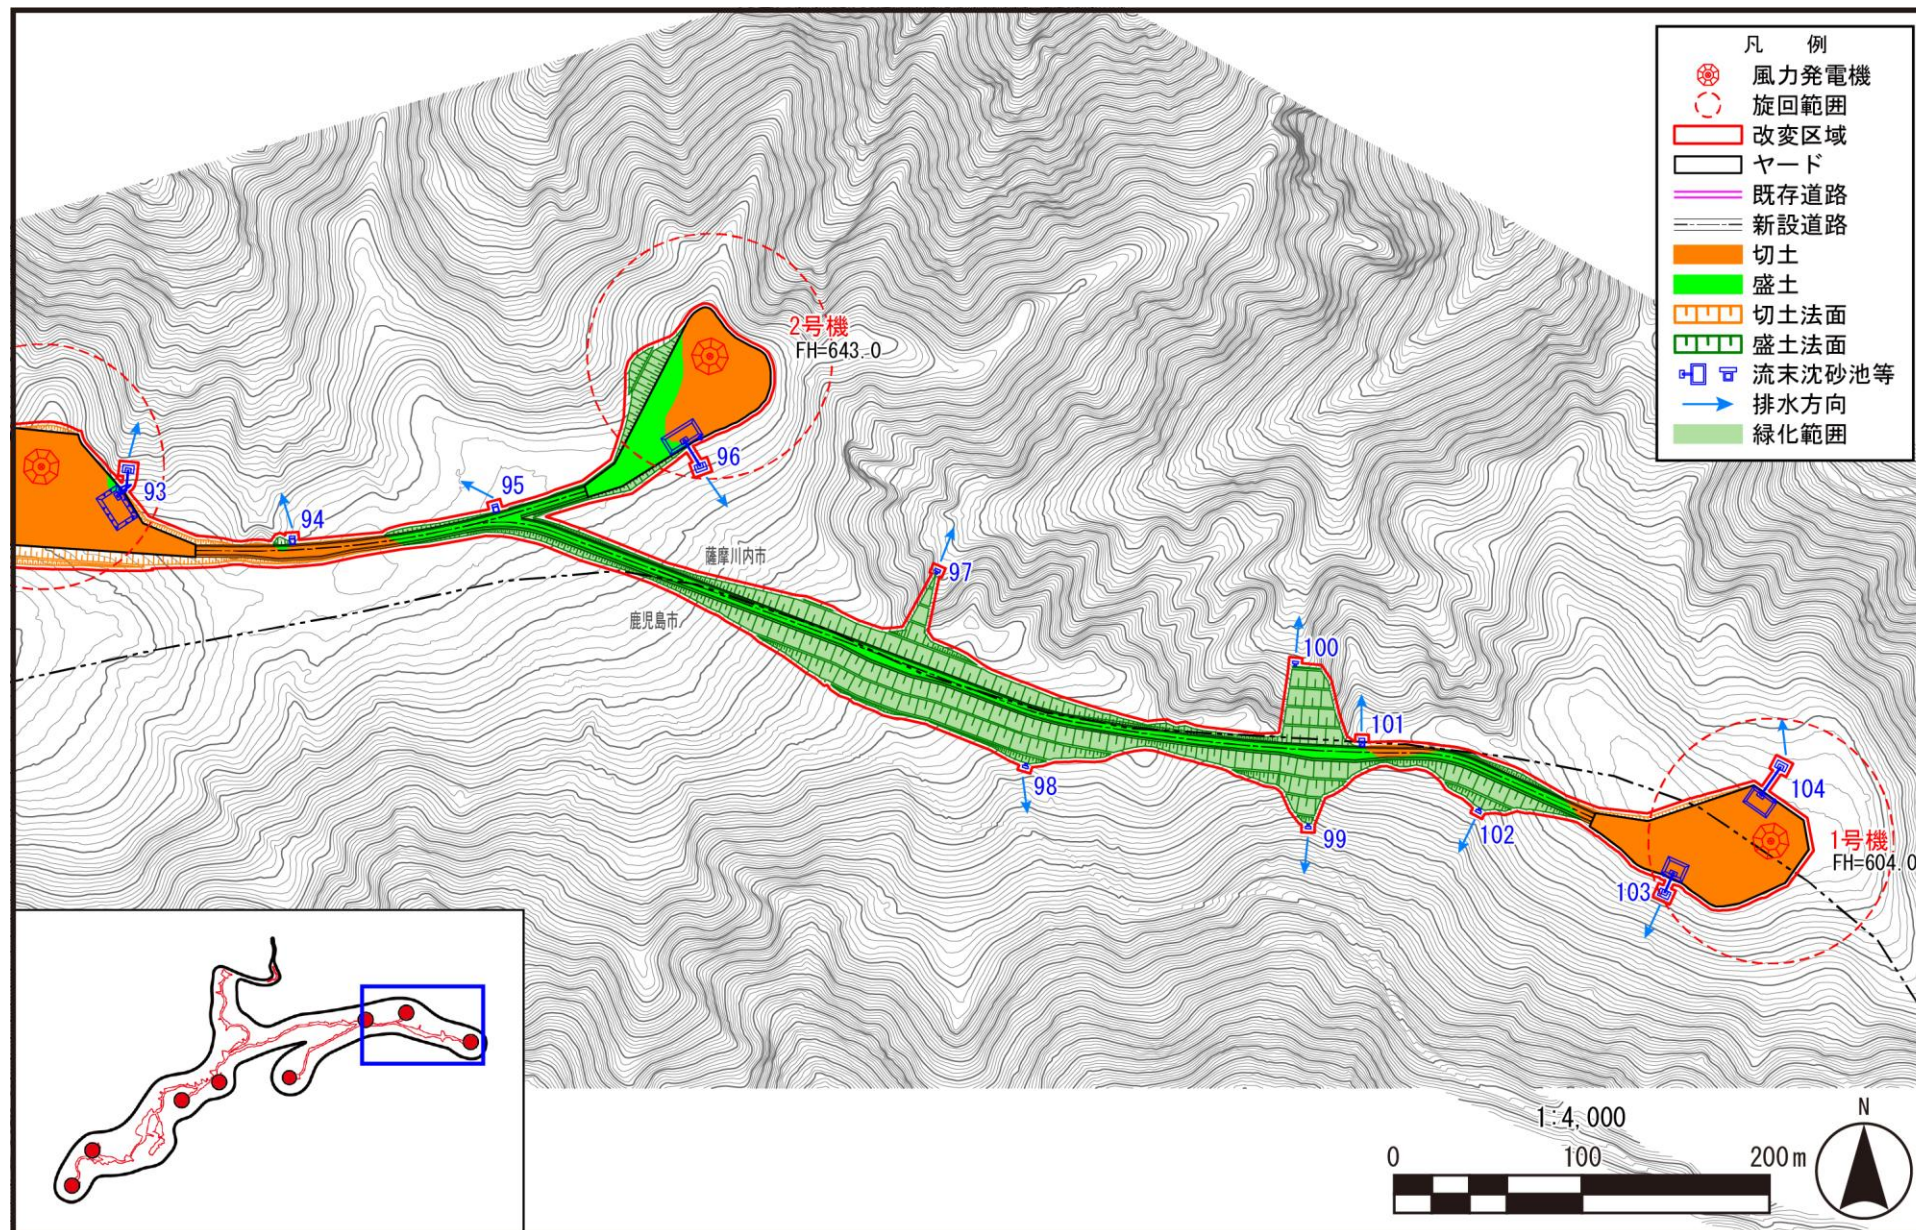 凡 例
風力発電機
旋回範囲
改変区域
ヤード
既存道路
新設道路
切土
盛土
切土法面
盛土法面
流末沈砂池等
排水方向
緑化範囲
2号機
FH=643.0
93
94
95
96
薩摩川内市
鹿児島市
97
98
99
100
101
102
103
104
1号機
FH=604.0
1:4,000
0 100 200m
N